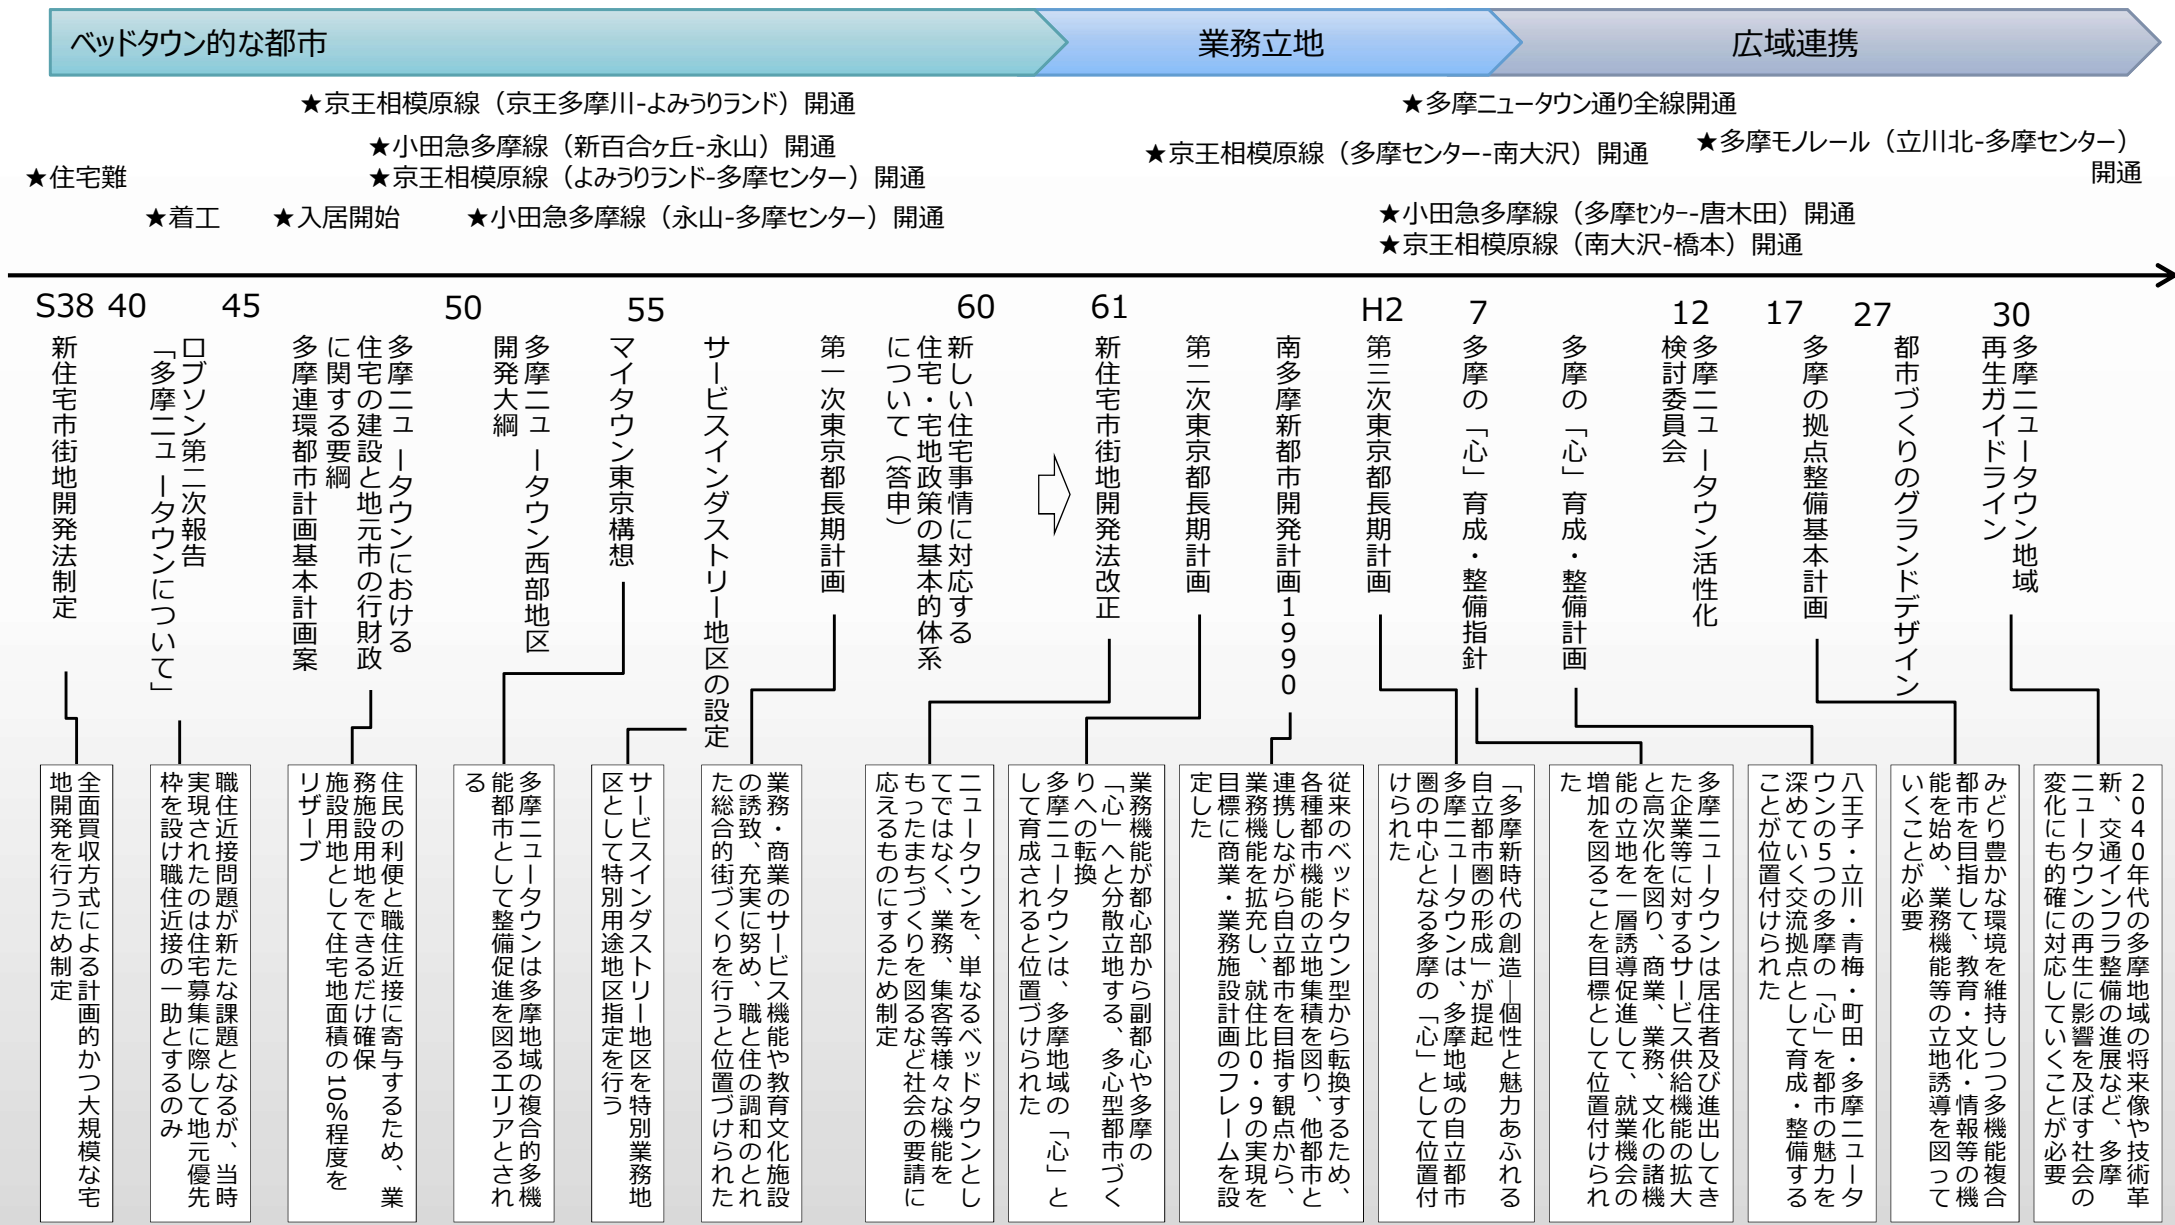 ベッドタウン的な都市
業務立地
広域連携
★京王相模原線（京王多摩川-よみうりランド）開通
★多摩ニュータウン通り全線開通
★小田急多摩線（新百合ヶ丘-永山）開通
★京王相模原線（多摩センター-南大沢）開通
★多摩モノレール（立川北-多摩センター）
開通
★住宅難
★京王相模原線（よみうりランド-多摩センター）開通
★着工
★入居開始
★小田急多摩線（永山-多摩センター）開通
★小田急多摩線（多摩センター-唐木田）開通
★京王相模原線（南大沢-橋本）開通
S38
40
45
50
55
60
61
H2
7
12
17
27
30
新住宅市街地開発法制定
ロブソン第二次報告
「多摩ニュータウンについて」
多摩ニュータウンにおける
住宅の建設と地元市の行財政
に関する要綱
多摩連環都市計画基本計画案
多摩ニュータウン西部地区
開発大綱
マイタウン東京構想
サービスインダストリー地区の設定
第一次東京都長期計画
新しい住宅事情に対応する
住宅・宅地政策の基本的体系
について（答申）
新住宅市街地開発法改正
第二次東京都長期計画
南多摩新都市開発計画1990
第三次東京都長期計画
多摩の「心」育成・整備指針
多摩の「心」育成・整備計画
多摩ニュータウン活性化
検討委員会
多摩の拠点整備基本計画
都市づくりのグランドデザイン
多摩ニュータウン地域
再生ガイドライン
全面買収方式による計画的かつ大規模な宅
地開発を行うため制定
職住近接問題が新たな課題となるが、当時
実現されたのは住宅募集に際して地元優先
枠を設け職住近接の一助とするのみ
住民の利便と職住近接に寄与するため、業
務施設用地をできるだけ確保
施設用地として住宅地面積の10%程度を
リザーブ
多摩ニュータウンは多摩地域の複合的多機
能都市として整備促進を図るエリアとされ
る
サービスインダストリー地区を特別業務地
区として特別用途地区指定を行う
業務・商業のサービス機能や教育文化施設
の誘致、充実に努め、職と住の調和のとれ
た総合的街づくりを行うと位置づけられた
ニュータウンを、単なるベッドタウンとし
てではなく、業務、集客等様々な機能を
もったまちづくりを図るなど社会の要請に
応えるものにするため制定
業務機能が都心部から副都心や多摩の
「心」へと分散立地する、多心型都市づく
りへの転換
多摩ニュータウンは、多摩地域の「心」と
して育成されると位置づけられた
従来のベッドタウン型から転換するため、
各種都市機能の立地集積を図り、他都市と
連携しながら自立都市を目指す観点から、
業務機能を拡充し、就住比0・9の実現を
目標に商業・業務施設計画のフレームを設
定した
「多摩新時代の創造―個性と魅力あふれる
自立都市圏の形成」が提起
多摩ニュータウンは、多摩地域の自立都市
圏の中心となる多摩の「心」として位置付
けられた
多摩ニュータウンは居住者及び進出してき
た企業等に対するサービス供給機能の拡大
と高次化を図り、商業、業務、文化の諸機
能の立地を一層誘導促進して、就業機会の
増加を図ることを目標として位置付けられ
た
八王子・立川・青梅・町田・多摩ニュータ
ウンの5つの多摩の「心」を都市の魅力を
深めていく交流拠点として育成・整備する
ことが位置付けられた
みどり豊かな環境を維持しつつ多機能複合
都市を目指して、教育・文化・情報等の機
能を始め、業務機能等の立地誘導を図って
いくことが必要
2040年代の多摩地域の将来像や技術革
新、交通インフラ整備の進展など、多摩
ニュータウンの再生に影響を及ぼす社会の
変化にも的確に対応していくことが必要